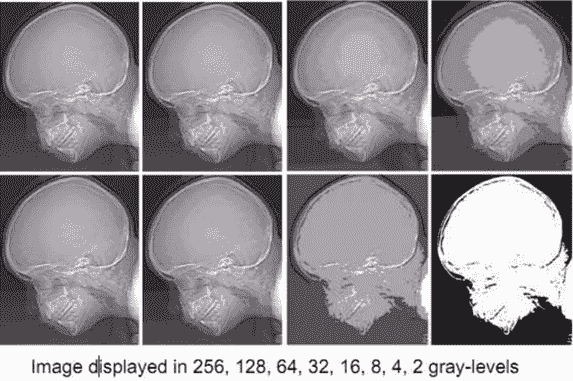 Image displayed in 256, 128, 64, 32, 16, 8, 4, 2 gray-levels